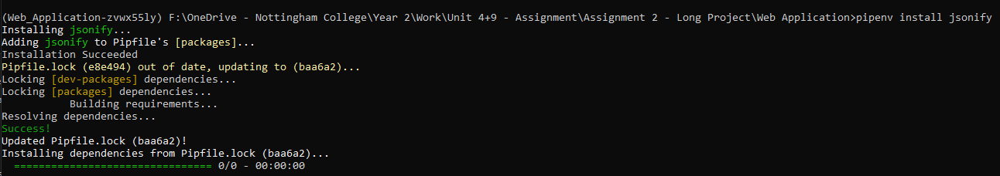 (Web_Application-zvwx55ly) F:\OneDrive - Nottingham College\Year 2\Work\Unit 4+9 - Assignment\Assignment 2 - Long Project\Web Application>pipenv install jsonify
Installing jsonify...
Adding jsonify to Pipfile's [packages]...
Installation Succeeded
Pipfile.lock (e8e494) out of date, updating to (baa6a2)...
Locking [dev-packages] dependencies...
Locking [packages] dependencies...
Building requirements...
Resolving dependencies...
Success!
Updated Pipfile.lock (baa6a2)!
Installing dependencies from Pipfile.lock (baa6a2)...
================================ 0/0 - 00:00:00